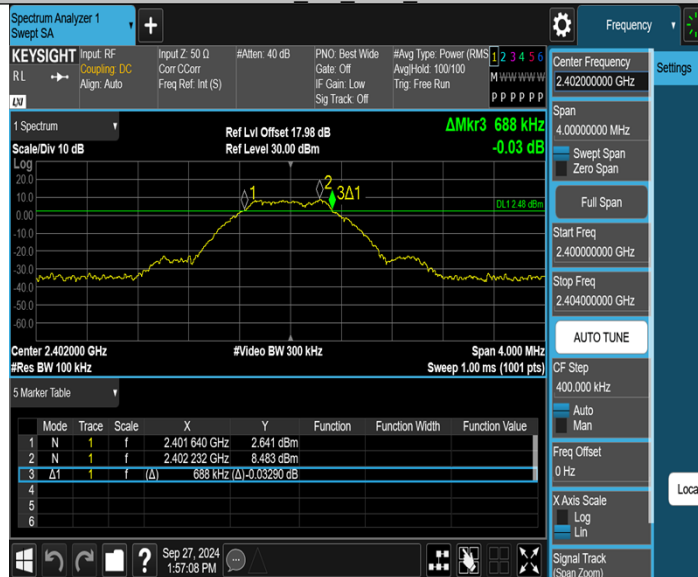 Spectrum Analyzer 1
Swept SA
+
Frequency
KEYSIGHT
RL
LXI
Input: RF
Coupling: DC
Align: Auto
Input Z: 50 Ω
Corr CCorr
Freq Ref: Int (S)
#Atten: 40 dB
PNO: Best Wide
Gate: Off
IF Gain: Low
Sig Track: Off
#Avg Type: Power (RMS
Avg|Hold: 100/100
Trig: Free Run
1 2 3 4 5 6
M W W W W W
P P P P P P
1 Spectrum
Scale/Div 10 dB
Ref Lvl Offset 17.98 dB
Ref Level 30.00 dBm
ΔMkr3 688 kHz
-0.03 dB
Log
20.0
10.0
0.00
-10.0
-20.0
-30.0
-40.0
-50.0
-60.0
1
2
3Δ1
DL1 2.48 dBm
Center 2.402000 GHz
#Res BW 100 kHz
#Video BW 300 kHz
Span 4.000 MHz
Sweep 1.00 ms (1001 pts)
5 Marker Table
Mode Trace Scale X Y Function Function Width Function Value
1 N 1 f 2.401 640 GHz 2.641 dBm
2 N 1 f 2.402 232 GHz 8.483 dBm
3 Δ1 1 f (Δ) 688 kHz (Δ)-0.03290 dB
4
5
6
?
Sep 27, 2024
1:57:08 PM
Center Frequency
2.402000000 GHz
Span
4.00000000 MHz
Swept Span
Zero Span
Full Span
Start Freq
2.400000000 GHz
Stop Freq
2.404000000 GHz
AUTO TUNE
CF Step
400.000 kHz
Auto
Man
Freq Offset
0 Hz
X Axis Scale
Log
Lin
Signal Track
(Span Zoom)
Settings
Loca